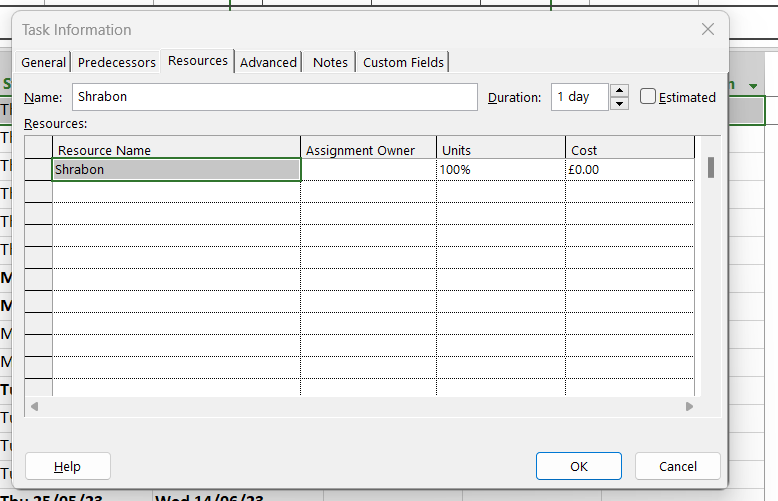 Task Information
General Predecessors Resources Advanced Notes Custom Fields
Name: Shrabon Duration: 1 day Estimated
Resources:
Resource Name Assignment Owner Units Cost
Shrabon 100% £0.00
Help OK Cancel
Thu 25/05/23 Wed 14/06/23